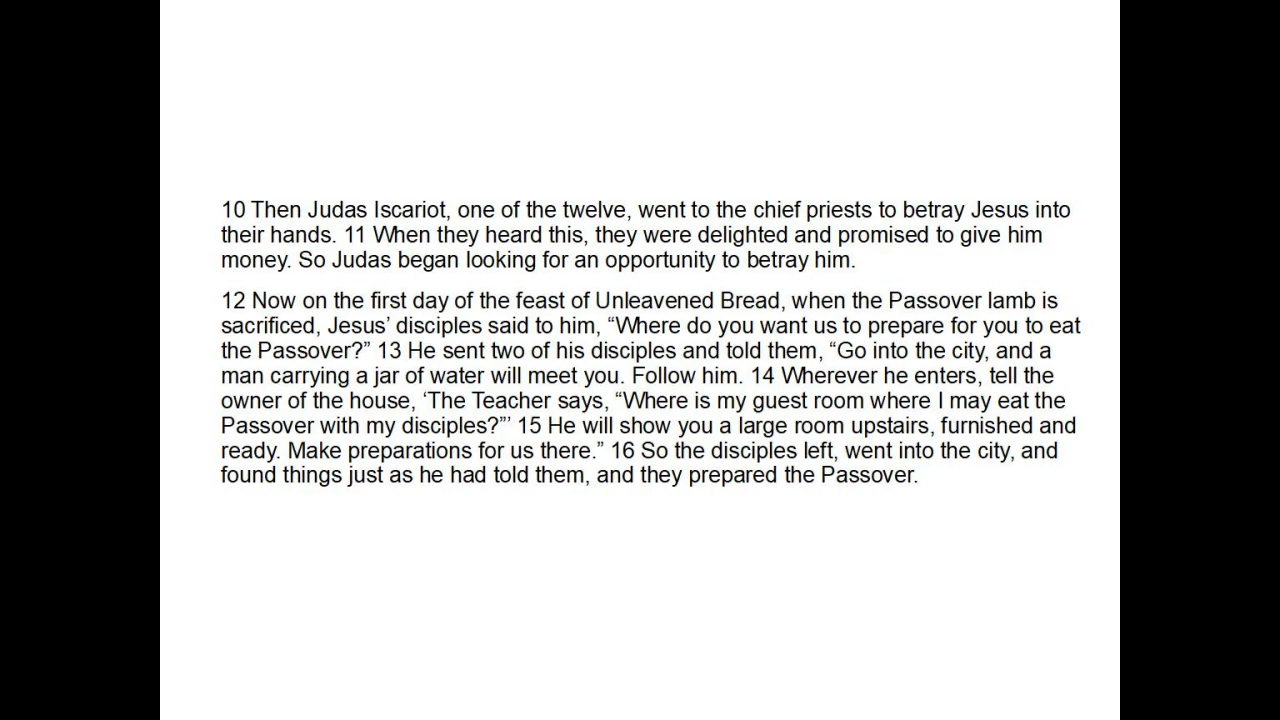 10 Then Judas Iscariot, one of the twelve, went to the chief priests to betray Jesus into
their hands. 11 When they heard this, they were delighted and promised to give him
money. So Judas began looking for an opportunity to betray him.
12 Now on the first day of the feast of Unleavened Bread, when the Passover lamb is
sacrificed, Jesus’ disciples said to him, “Where do you want us to prepare for you to eat
the Passover?” 13 He sent two of his disciples and told them, “Go into the city, and a
man carrying a jar of water will meet you. Follow him. 14 Wherever he enters, tell the
owner of the house, ‘The Teacher says, “Where is my guest room where I may eat the
Passover with my disciples?”’ 15 He will show you a large room upstairs, furnished and
ready. Make preparations for us there.” 16 So the disciples left, went into the city, and
found things just as he had told them, and they prepared the Passover.